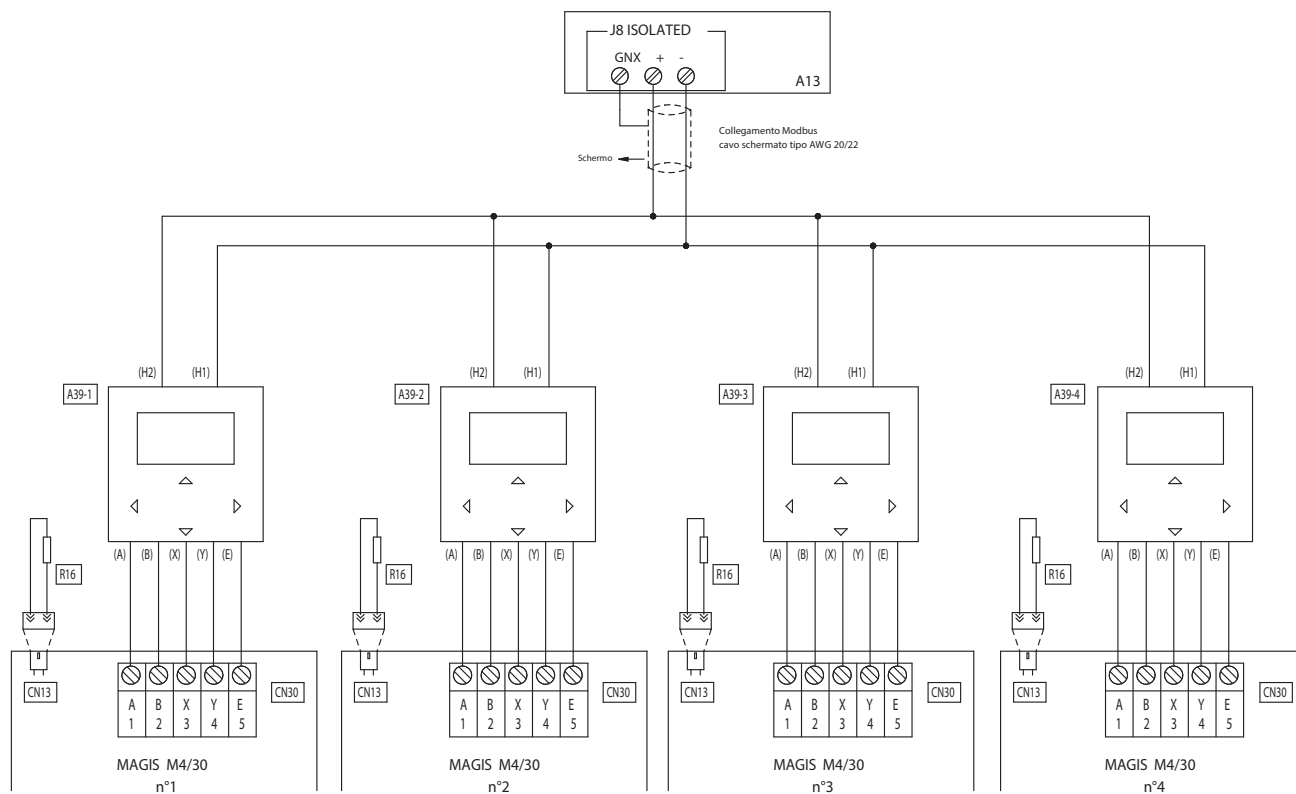 J8 ISOLATED
GNX + -
A13
Collegamento Modbus
cavo schermato tipo AWG 20/22
Schermo
(H2) (H1) (H2) (H1) (H2) (H1) (H2) (H1)
A39-1 A39-2 A39-3 A39-4
(A) (B) (X) (Y) (E) (A) (B) (X) (Y) (E) (A) (B) (X) (Y) (E) (A) (B) (X) (Y) (E)
R16 R16 R16 R16
CN13 CN30 CN13 CN30 CN13 CN30 CN13 CN30
A B X Y E A B X Y E A B X Y E A B X Y E
1 2 3 4 5 1 2 3 4 5 1 2 3 4 5 1 2 3 4 5
MAGIS M4/30 MAGIS M4/30 MAGIS M4/30 MAGIS M4/30
n°1 n°2 n°3 n°4